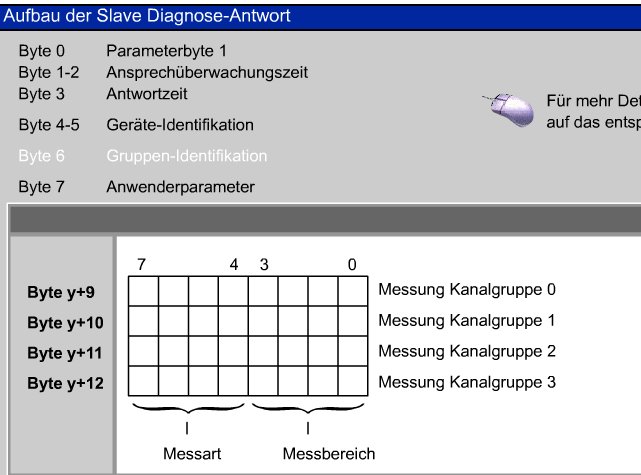 Aufbau der Slave Diagnose-Antwort
Byte 0 Parameterbyte 1
Byte 1-2 Ansprechüberwachungszeit
Byte 3 Antwortzeit
Byte 4-5 Geräte-Identifikation
Byte 6 Gruppen-Identifikation
Byte 7 Anwenderparameter
Für mehr Det
auf das entsp
7 4 3 0
Byte y+9 Messung Kanalgruppe 0
Byte y+10 Messung Kanalgruppe 1
Byte y+11 Messung Kanalgruppe 2
Byte y+12 Messung Kanalgruppe 3
Messart Messbereich